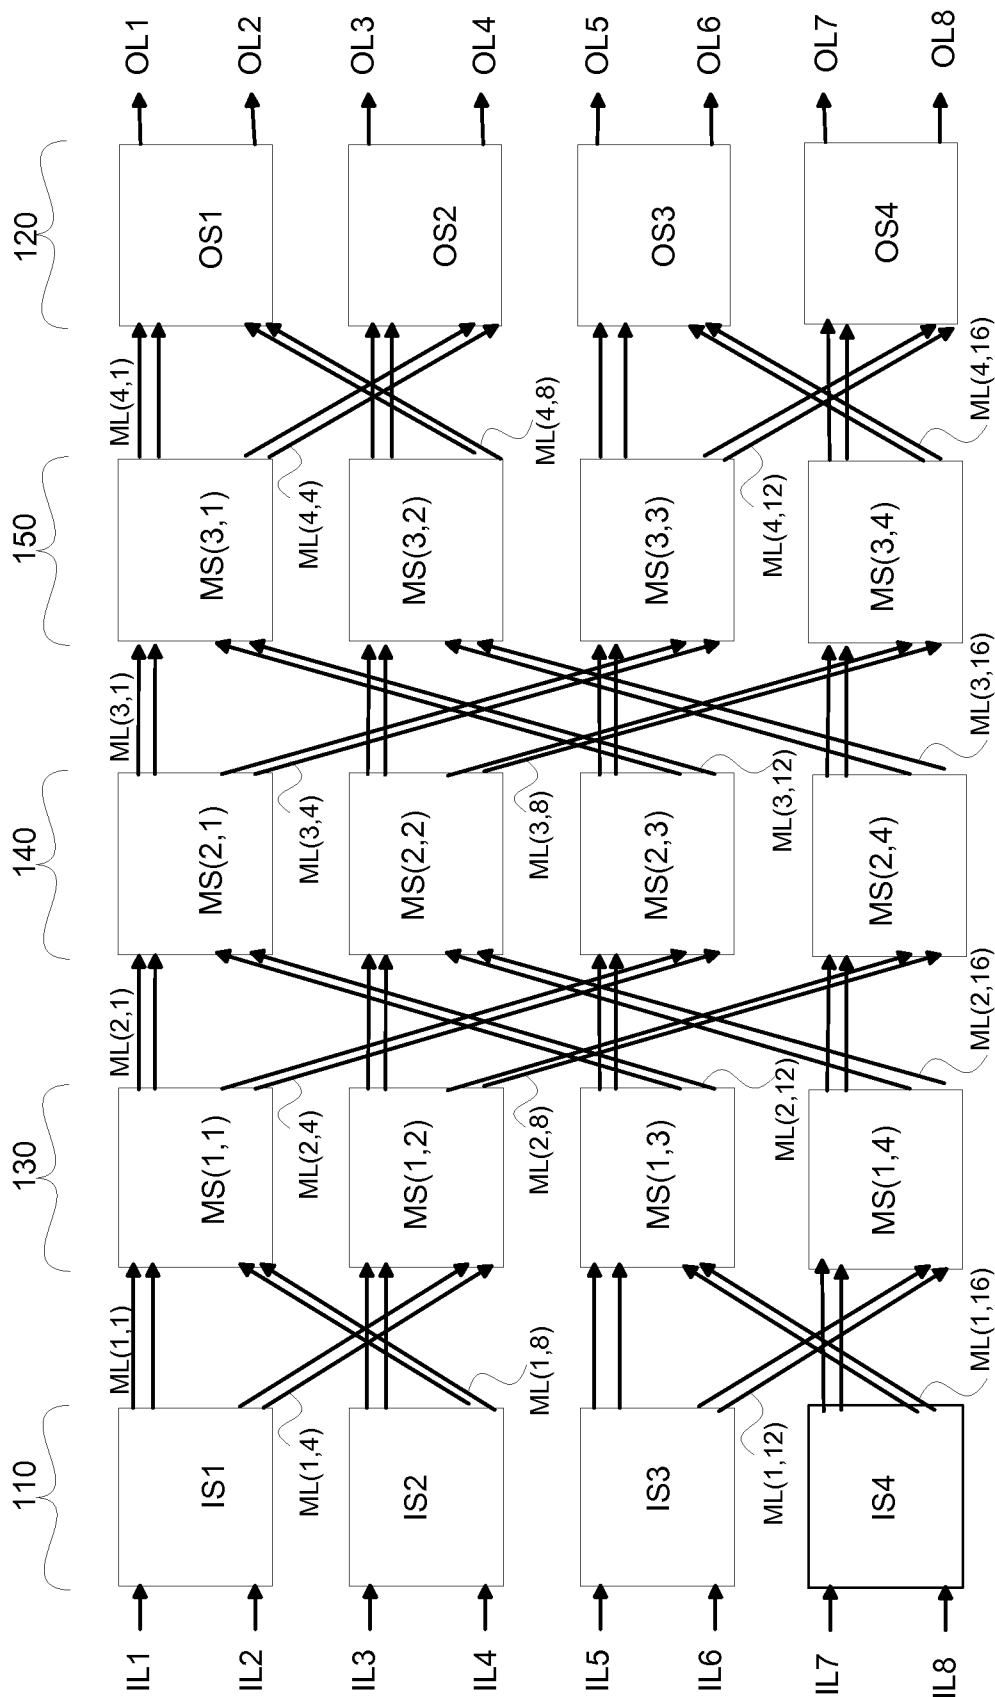 OL1
OL2
OL3
OL4
OL5
OL6
OL7
OL8
120
OS1
OS2
OS3
OS4
ML(4,1)
ML(4,4)
ML(4,8)
ML(4,12)
ML(4,16)
150
MS(3,1)
MS(3,2)
MS(3,3)
MS(3,4)
ML(3,1)
ML(3,4)
ML(3,8)
ML(3,12)
ML(3,16)
140
MS(2,1)
MS(2,2)
MS(2,3)
MS(2,4)
ML(2,1)
ML(2,4)
ML(2,8)
ML(2,12)
ML(2,16)
130
MS(1,1)
MS(1,2)
MS(1,3)
MS(1,4)
ML(1,1)
ML(1,4)
ML(1,8)
ML(1,12)
ML(1,16)
110
IS1
IS2
IS3
IS4
IL1
IL2
IL3
IL4
IL5
IL6
IL7
IL8